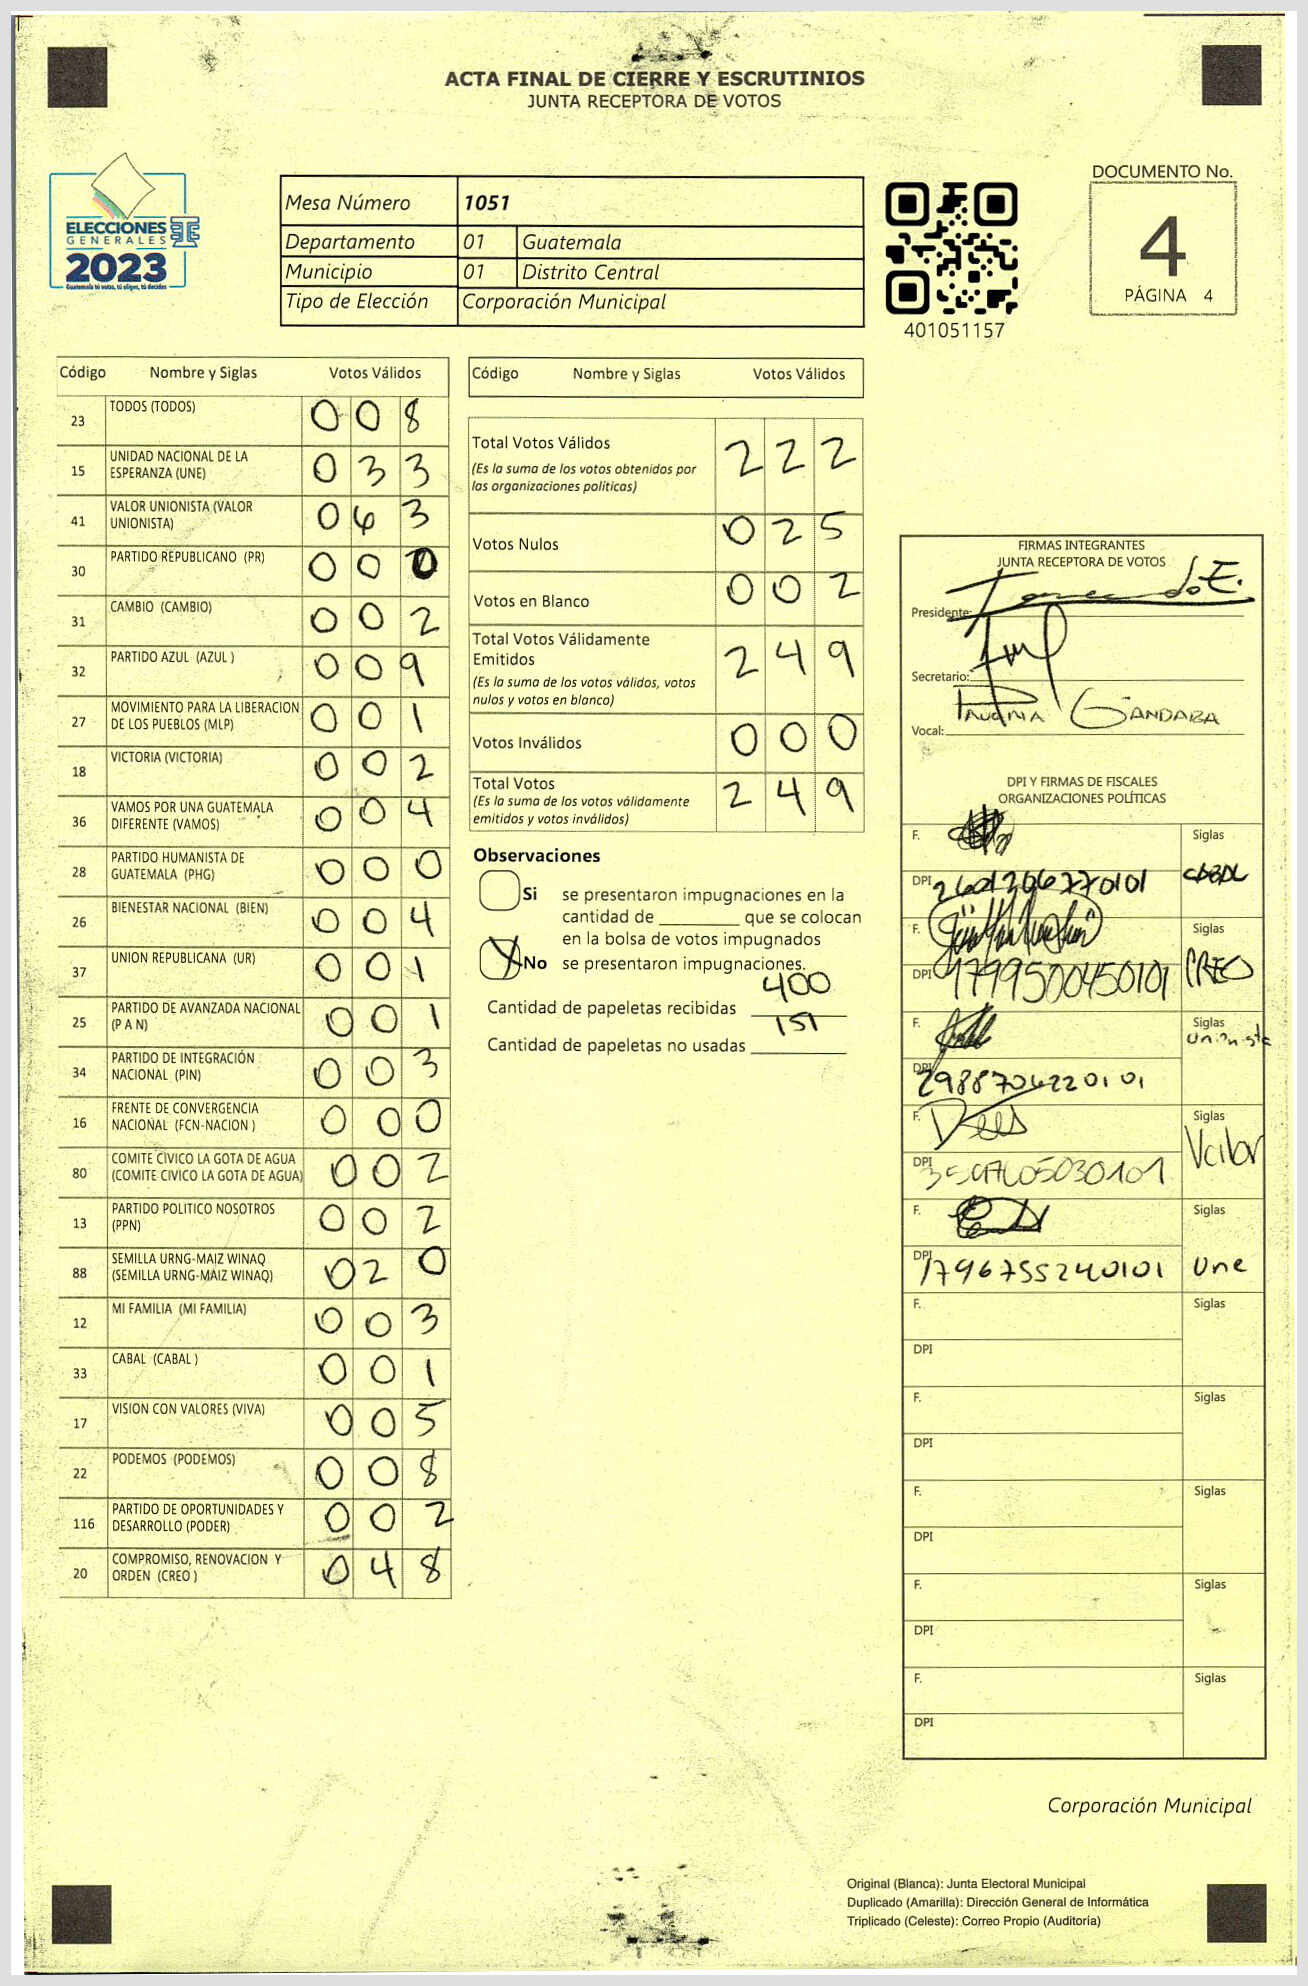 ACTA FINAL DE CIERRE Y ESCRUTINIOS
JUNTA RECEPTORA DE VOTOS
ELECCIONES
GENERALES
2023
Guatemala tú votas, tú eliges, tú decides
Mesa Número 1051
Departamento 01 Guatemala
Municipio 01 Distrito Central
Tipo de Elección Corporación Municipal
401051157
DOCUMENTO No.
4
PÁGINA 4
Código Nombre y Siglas Votos Válidos
23 TODOS (TODOS) 0 0 8
15 UNIDAD NACIONAL DE LA
ESPERANZA (UNE) 0 3 3
41 VALOR UNIONISTA (VALOR
UNIONISTA) 0 6 3
30 PARTIDO REPUBLICANO (PR) 0 0 0
31 CAMBIO (CAMBIO) 0 0 2
32 PARTIDO AZUL (AZUL ) 0 0 9
27 MOVIMIENTO PARA LA LIBERACION
DE LOS PUEBLOS (MLP) 0 0 1
18 VICTORIA (VICTORIA) 0 0 2
36 VAMOS POR UNA GUATEMALA
DIFERENTE (VAMOS) 0 0 4
28 PARTIDO HUMANISTA DE
GUATEMALA (PHG) 0 0 0
26 BIENESTAR NACIONAL (BIEN) 0 0 4
37 UNION REPUBLICANA (UR) 0 0 1
25 PARTIDO DE AVANZADA NACIONAL
(P A N) 0 0 1
34 PARTIDO DE INTEGRACIÓN
NACIONAL (PIN) 0 0 3
16 FRENTE DE CONVERGENCIA
NACIONAL (FCN-NACION ) 0 0 0
80 COMITE CIVICO LA GOTA DE AGUA
(COMITE CIVICO LA GOTA DE AGUA) 0 0 2
13 PARTIDO POLITICO NOSOTROS
(PPN) 0 0 2
88 SEMILLA URNG-MAIZ WINAQ
(SEMILLA URNG-MAIZ WINAQ) 0 2 0
12 MI FAMILIA (MI FAMILIA) 0 0 3
33 CABAL (CABAL ) 0 0 1
17 VISION CON VALORES (VIVA) 0 0 5
22 PODEMOS (PODEMOS) 0 0 8
116 PARTIDO DE OPORTUNIDADES Y
DESARROLLO (PODER) 0 0 2
20 COMPROMISO, RENOVACION Y
ORDEN (CREO ) 0 4 8
Código Nombre y Siglas Votos Válidos
Total Votos Válidos 2 2 2
(Es la suma de los votos obtenidos por
las organizaciones políticas)
Votos Nulos 0 2 5
Votos en Blanco 0 0 2
Total Votos Válidamente
Emitidos 2 4 9
(Es la suma de los votos válidos, votos
nulos y votos en blanco)
Votos Inválidos 0 0 0
Total Votos 2 4 9
(Es la suma de los votos válidamente
emitidos y votos inválidos)
Observaciones
Si se presentaron impugnaciones en la
cantidad de ________ que se colocan
en la bolsa de votos impugnados
X No se presentaron impugnaciones.
Cantidad de papeletas recibidas 400
Cantidad de papeletas no usadas 151
FIRMAS INTEGRANTES
JUNTA RECEPTORA DE VOTOS
Presidente:
Secretario:
Vocal: GÁNDARA
DPI Y FIRMAS DE FISCALES
ORGANIZACIONES POLÍTICAS
F. Siglas
DPI 2601206770101 CABAL
F. Siglas
DPI 1799500450101 CREO
F. Siglas
Unionista
DPI 2988704220101
F. Siglas
Valor
DPI
F. Siglas
DPI 1796755240101 Une
F. Siglas
DPI
F. Siglas
DPI
F. Siglas
DPI
F. Siglas
DPI
F. Siglas
DPI
Corporación Municipal
Original (Blanca): Junta Electoral Municipal
Duplicado (Amarilla): Dirección General de Informática
Triplicado (Celeste): Correo Propio (Auditoría)